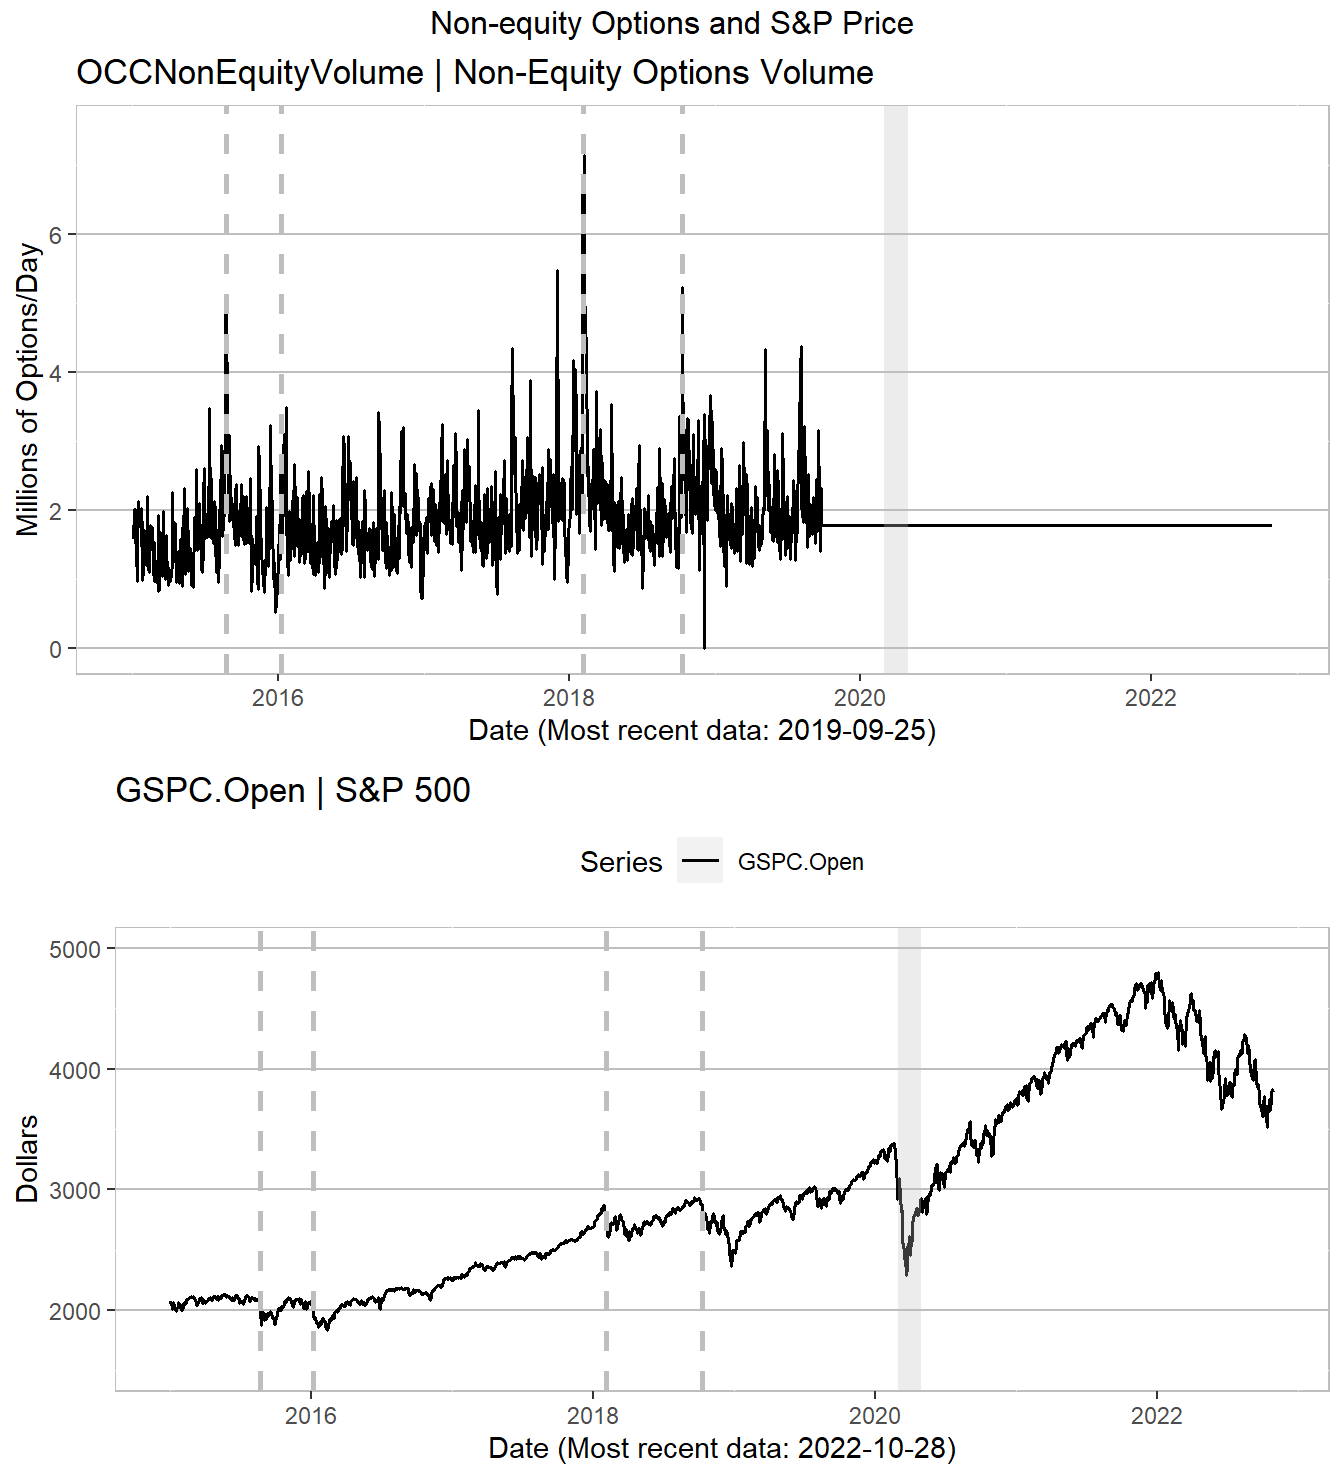 Non-equity Options and S&P Price
OCCNonEquityVolume | Non-Equity Options Volume
Millions of Options/Day
6
4
2
0
2016
2018
2020
2022
Date (Most recent data: 2019-09-25)
GSPC.Open | S&P 500
Series
GSPC.Open
Dollars
5000
4000
3000
2000
2016
2018
2020
2022
Date (Most recent data: 2022-10-28)